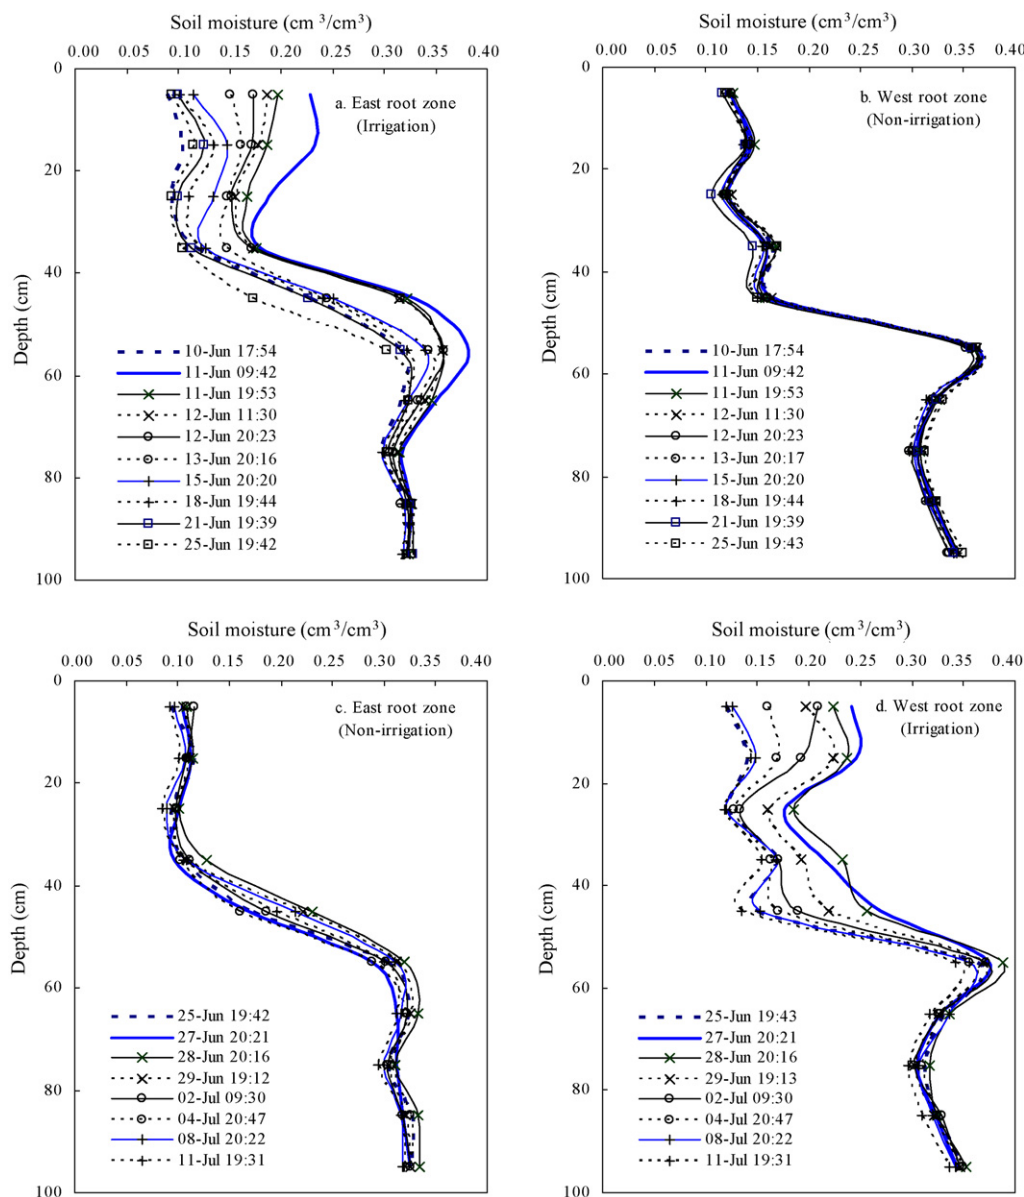 Soil moisture (cm³/cm³)
0.00 0.05 0.10 0.15 0.20 0.25 0.30 0.35 0.40
0
20
40
60
80
100
Depth (cm)
a. East root zone
(Irrigation)
10-Jun 17:54
11-Jun 09:42
11-Jun 19:53
12-Jun 11:30
12-Jun 20:23
13-Jun 20:16
15-Jun 20:20
18-Jun 19:44
21-Jun 19:39
25-Jun 19:42
Soil moisture (cm³/cm³)
0.00 0.05 0.10 0.15 0.20 0.25 0.30 0.35 0.40
0
20
40
60
80
100
Depth (cm)
b. West root zone
(Non-irrigation)
10-Jun 17:54
11-Jun 09:42
11-Jun 19:53
12-Jun 11:30
12-Jun 20:23
13-Jun 20:17
15-Jun 20:20
18-Jun 19:44
21-Jun 19:39
25-Jun 19:43
Soil moisture (cm³/cm³)
0.00 0.05 0.10 0.15 0.20 0.25 0.30 0.35 0.40
0
20
40
60
80
100
Depth (cm)
c. East root zone
(Non-irrigation)
25-Jun 19:42
27-Jun 20:21
28-Jun 20:16
29-Jun 19:12
02-Jul 09:30
04-Jul 20:47
08-Jul 20:22
11-Jul 19:31
Soil moisture (cm³/cm³)
0.00 0.05 0.10 0.15 0.20 0.25 0.30 0.35 0.40
0
20
40
60
80
100
Depth (cm)
d. West root zone
(Irrigation)
25-Jun 19:43
27-Jun 20:21
28-Jun 20:16
29-Jun 19:13
02-Jul 09:30
04-Jul 20:47
08-Jul 20:22
11-Jul 19:31